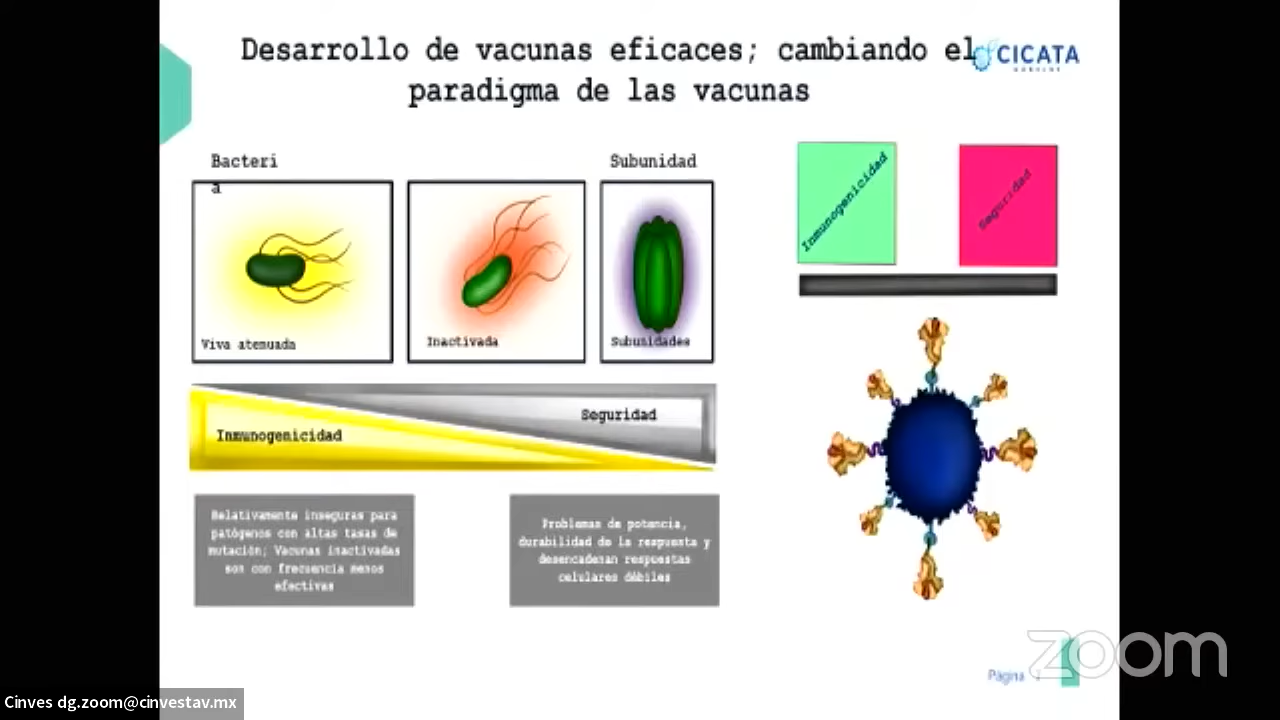 Desarrollo de vacunas eficaces; cambiando el
paradigma de las vacunas
CICATA
Bacteri
a
Subunidad
Viva atenuada
Inactivada
Subunidades
Inmunogenicidad
Seguridad
Seguridad
Inmunogenicidad
Relativamente inseguras para
patógenos con altas tasas de
mutación; Vacunas inactivadas
son con frecuencia menos
efectivas
Problemas de potencia,
durabilidad de la respuesta y
desencadenan respuestas
celulares débiles
zoom
Página
Cinves dg.zoom@cinvestav.mx